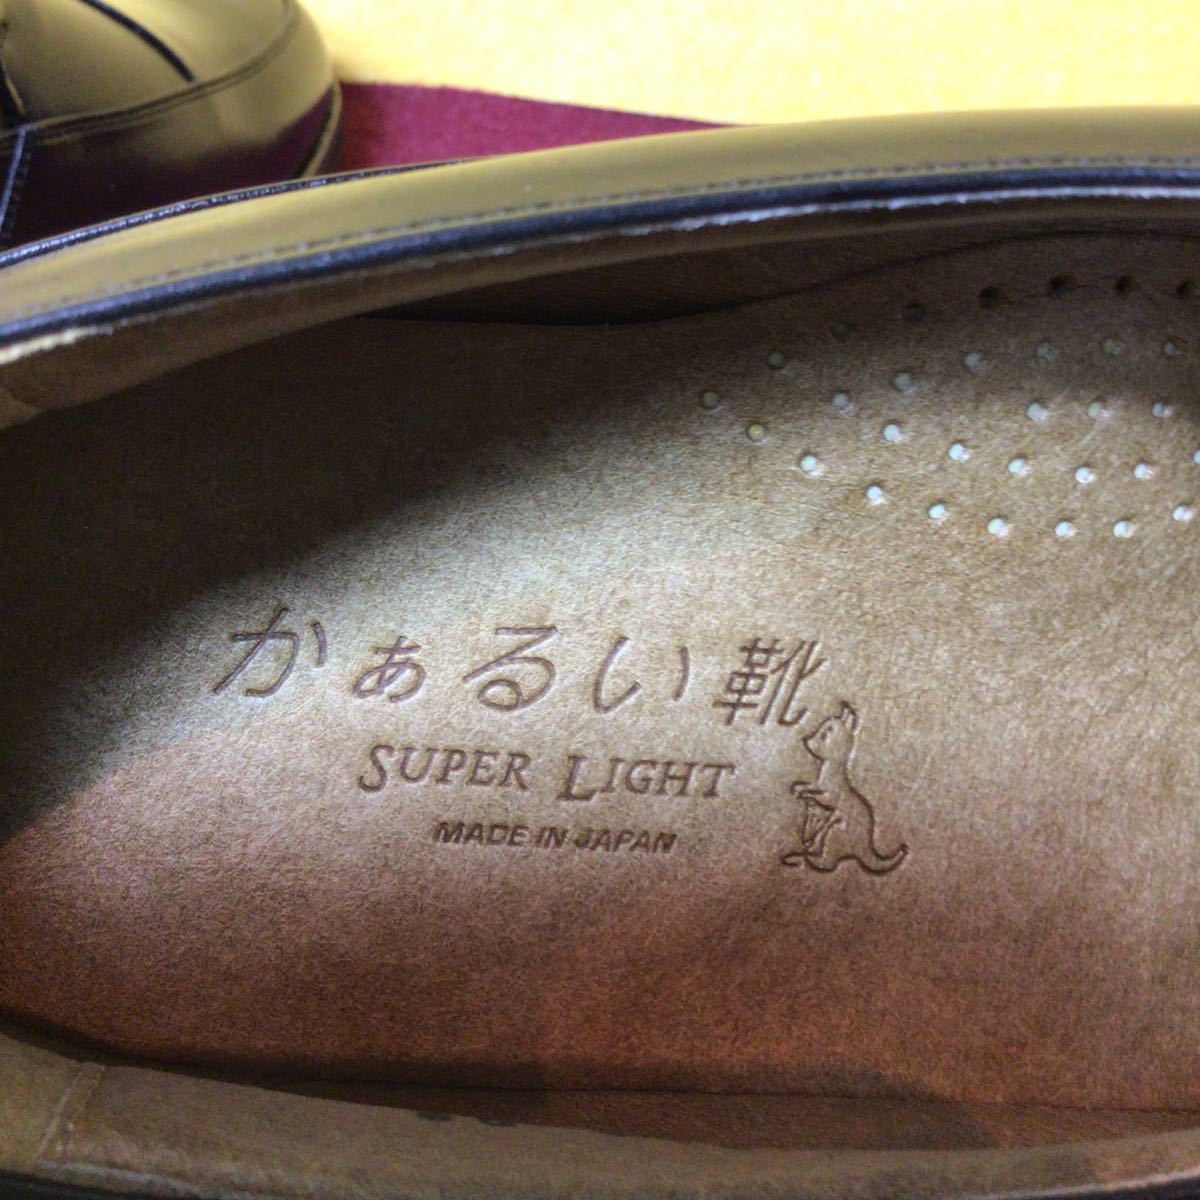 かぁるい靴
SUPER LIGHT
MADE IN JAPAN